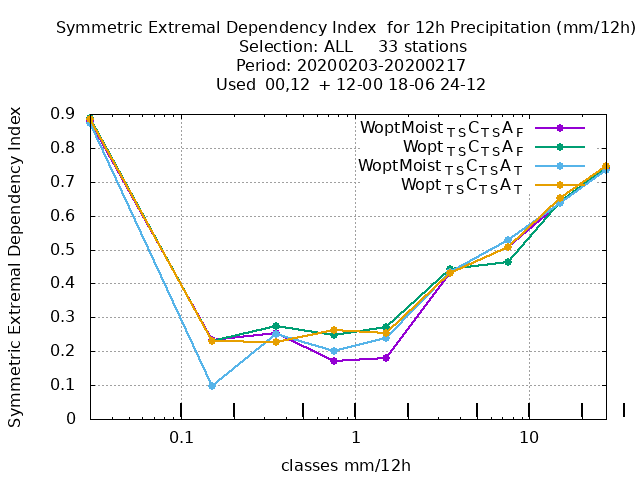 Symmetric Extremal Dependency Index  for 12h Precipitation (mm/12h)
Selection: ALL     33 stations
Period: 20200203-20200217
Used  00,12  + 12-00 18-06 24-12
WoptMoist TS C TS A F
Wopt TS C TS A F
WoptMoist TS C TS A T
Wopt TS C TS A T
Symmetric Extremal Dependency Index
0.9
0.8
0.7
0.6
0.5
0.4
0.3
0.2
0.1
0
0.1 1 10
classes mm/12h